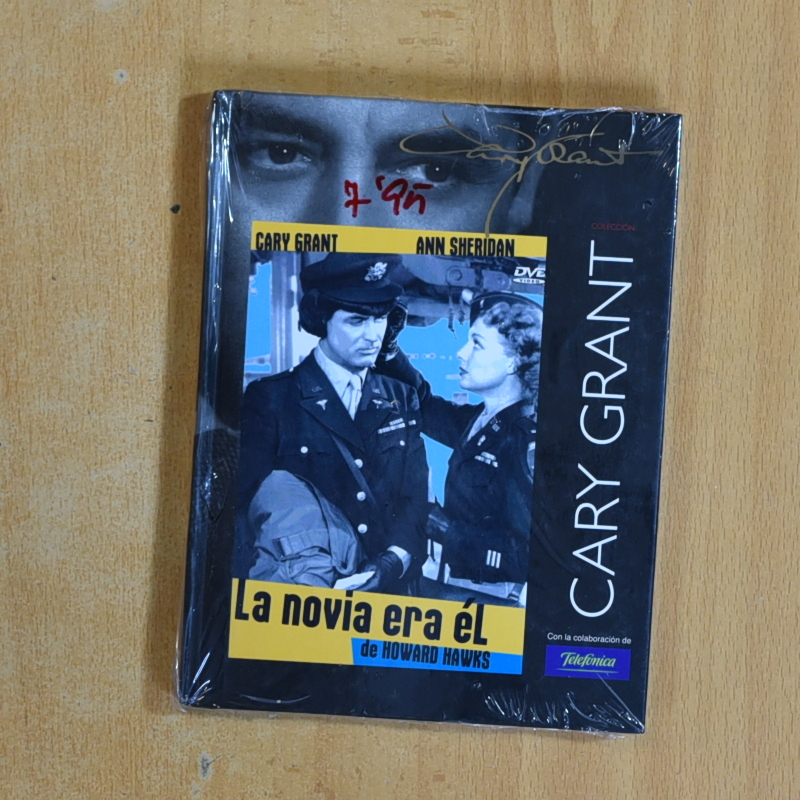 Cary Grant
7'95
COLECCIÓN
CARY GRANT
CARY GRANT ANN SHERIDAN
DVD
VIDEO
La novia era éL
de HOWARD HAWKS
Con la colaboración de
Telefónica